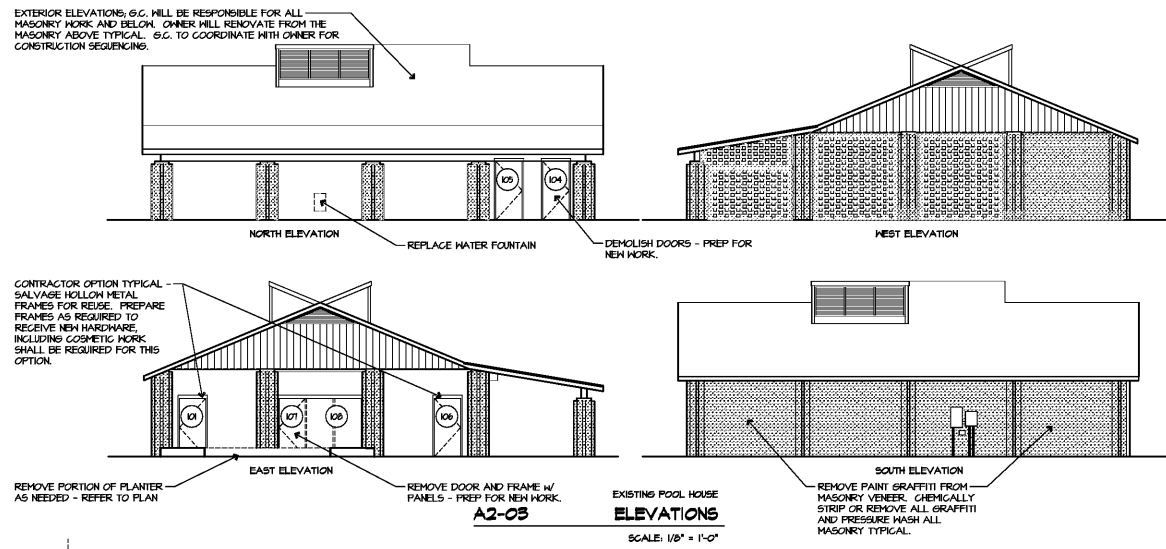 EXTERIOR ELEVATIONS, G.C. WILL BE RESPONSIBLE FOR ALL
MASONRY WORK AND BELOW. OWNER WILL RENOVATE FROM THE
MASONRY ABOVE TYPICAL. G.C. TO COORDINATE WITH OWNER FOR
CONSTRUCTION SEQUENCING.
105
104
NORTH ELEVATION
REPLACE WATER FOUNTAIN
DEMOLISH DOORS - PREP FOR
NEW WORK.
WEST ELEVATION
CONTRACTOR OPTION TYPICAL -
SALVAGE HOLLOW METAL
FRAMES FOR REUSE. PREPARE
FRAMES AS REQUIRED TO
RECEIVE NEW HARDWARE,
INCLUDING COSMETIC WORK
SHALL BE REQUIRED FOR THIS
OPTION.
101
107
108
106
EAST ELEVATION
REMOVE PORTION OF PLANTER
AS NEEDED - REFER TO PLAN
REMOVE DOOR AND FRAME W/
PANELS - PREP FOR NEW WORK.
SOUTH ELEVATION
REMOVE PAINT GRAFFITI FROM
MASONRY VENEER. CHEMICALLY
STRIP OR REMOVE ALL GRAFFITI
AND PRESSURE WASH ALL
MASONRY TYPICAL.
EXISTING POOL HOUSE
A2-03 ELEVATIONS
SCALE: 1/8" = 1'-0"